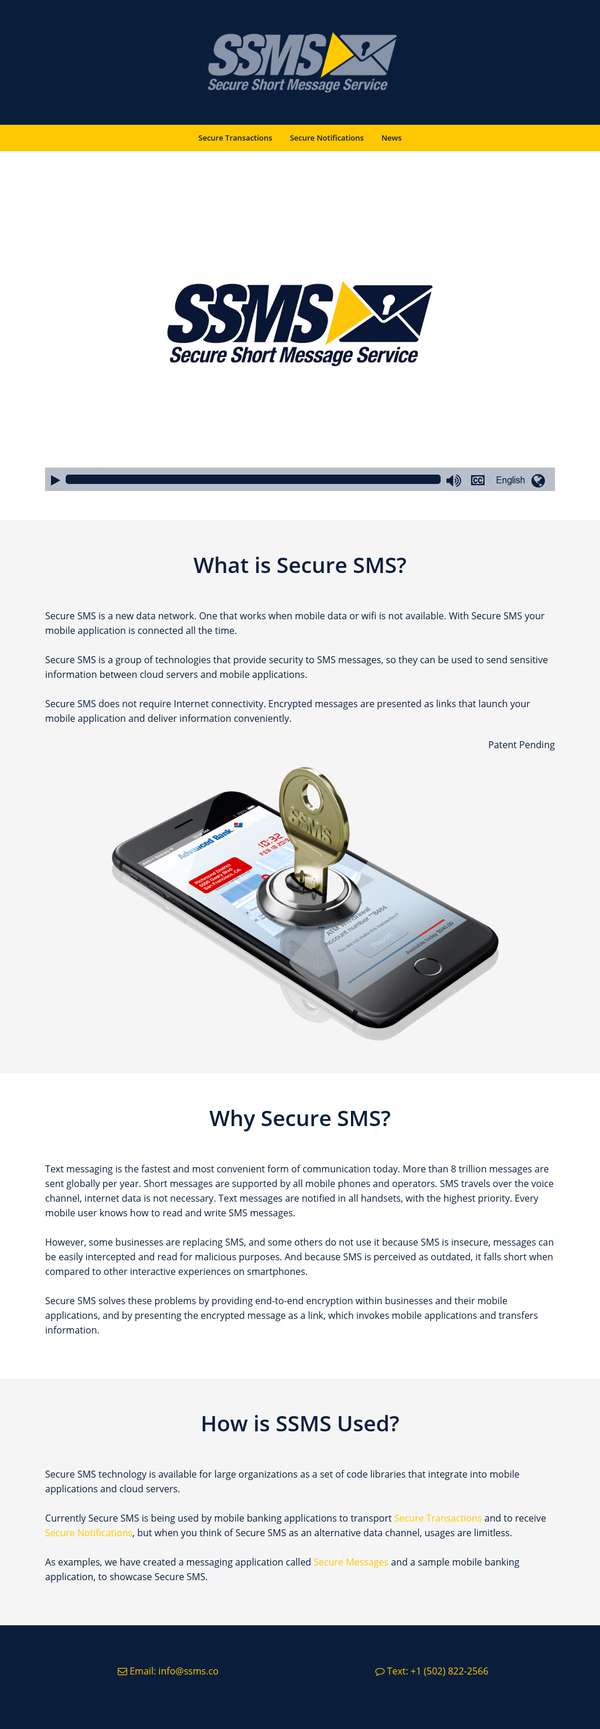 SSMS
Secure Short Message Service
Secure Transactions Secure Notifications News
SSMS
Secure Short Message Service
CC English
What is Secure SMS?
Secure SMS is a new data network. One that works when mobile data or wifi is not available. With Secure SMS your
mobile application is connected all the time.
Secure SMS is a group of technologies that provide security to SMS messages, so they can be used to send sensitive
information between cloud servers and mobile applications.
Secure SMS does not require Internet connectivity. Encrypted messages are presented as links that launch your
mobile application and deliver information conveniently.
Patent Pending
SSMS
Advanced Bank
10:32
ATM Withdrawal
account number
Why Secure SMS?
Text messaging is the fastest and most convenient form of communication today. More than 8 trillion messages are
sent globally per year. Short messages are supported by all mobile phones and operators. SMS travels over the voice
channel, internet data is not necessary. Text messages are notified in all handsets, with the highest priority. Every
mobile user knows how to read and write SMS messages.
However, some businesses are replacing SMS, and some others do not use it because SMS is insecure, messages can
be easily intercepted and read for malicious purposes. And because SMS is perceived as outdated, it falls short when
compared to other interactive experiences on smartphones.
Secure SMS solves these problems by providing end-to-end encryption within businesses and their mobile
applications, and by presenting the encrypted message as a link, which invokes mobile applications and transfers
information.
How is SSMS Used?
Secure SMS technology is available for large organizations as a set of code libraries that integrate into mobile
applications and cloud servers.
Currently Secure SMS is being used by mobile banking applications to transport Secure Transactions and to receive
Secure Notifications, but when you think of Secure SMS as an alternative data channel, usages are limitless.
As examples, we have created a messaging application called Secure Messages and a sample mobile banking
application, to showcase Secure SMS.
Email: info@ssms.co Text: +1 (502) 822-2566